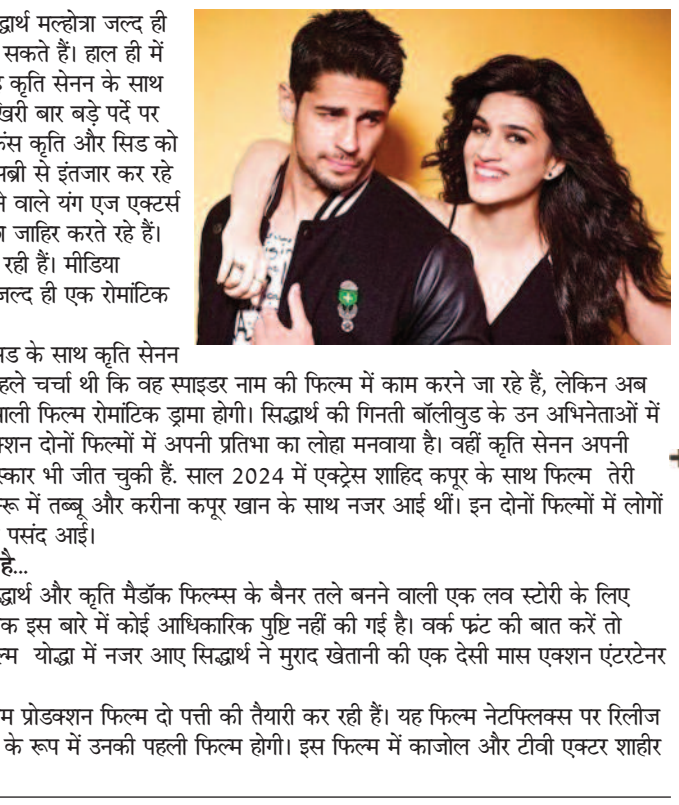 द्धार्थ मल्होत्रा जल्द ही
सकते हैं। हाल ही में
कृति सेनन के साथ
खिरी बार बड़े पर्दे पर
कृति और सिड को
सब्री से इंतजार कर रहे
वाले यंग एज एक्टर्स
जाहिर करते रहे हैं।
रही हैं। मीडिया
जल्द ही एक रोमांटिक
के साथ कृति सेनन
हले चर्चा थी कि वह स्पाइडर नाम की फिल्म में काम करने जा रहे हैं, लेकिन अब
वाली फिल्म रोमांटिक ड्रामा होगी। सिद्धार्थ की गिनती बॉलीवुड के उन अभिनेताओं में
क्शन दोनों फिल्मों में अपनी प्रतिभा का लोहा मनवाया है। वहीं कृति सेनन अपनी
स्कार भी जीत चुकी हैं. साल 2024 में एक्ट्रेस शाहिद कपूर के साथ फिल्म तेरी
में तब्बू और करीना कपूर खान के साथ नजर आई थीं। इन दोनों फिल्मों में लोगों
पसंद आई।
है...
द्धार्थ और कृति मैडॉक फिल्म्स के बैनर तले बनने वाली एक लव स्टोरी के लिए
क इस बारे में कोई आधिकारिक पुष्टि नहीं की गई है। वर्क फ्रंट की बात करें तो
ल्म योद्धा में नजर आए सिद्धार्थ ने मुराद खेतानी की एक देसी मास एक्शन एंटरटेनर
म प्रोडक्शन फिल्म दो पत्ती की तैयारी कर रही हैं। यह फिल्म नेटफ्लिक्स पर रिलीज
के रूप में उनकी पहली फिल्म होगी। इस फिल्म में काजोल और टीवी एक्टर शाहीर